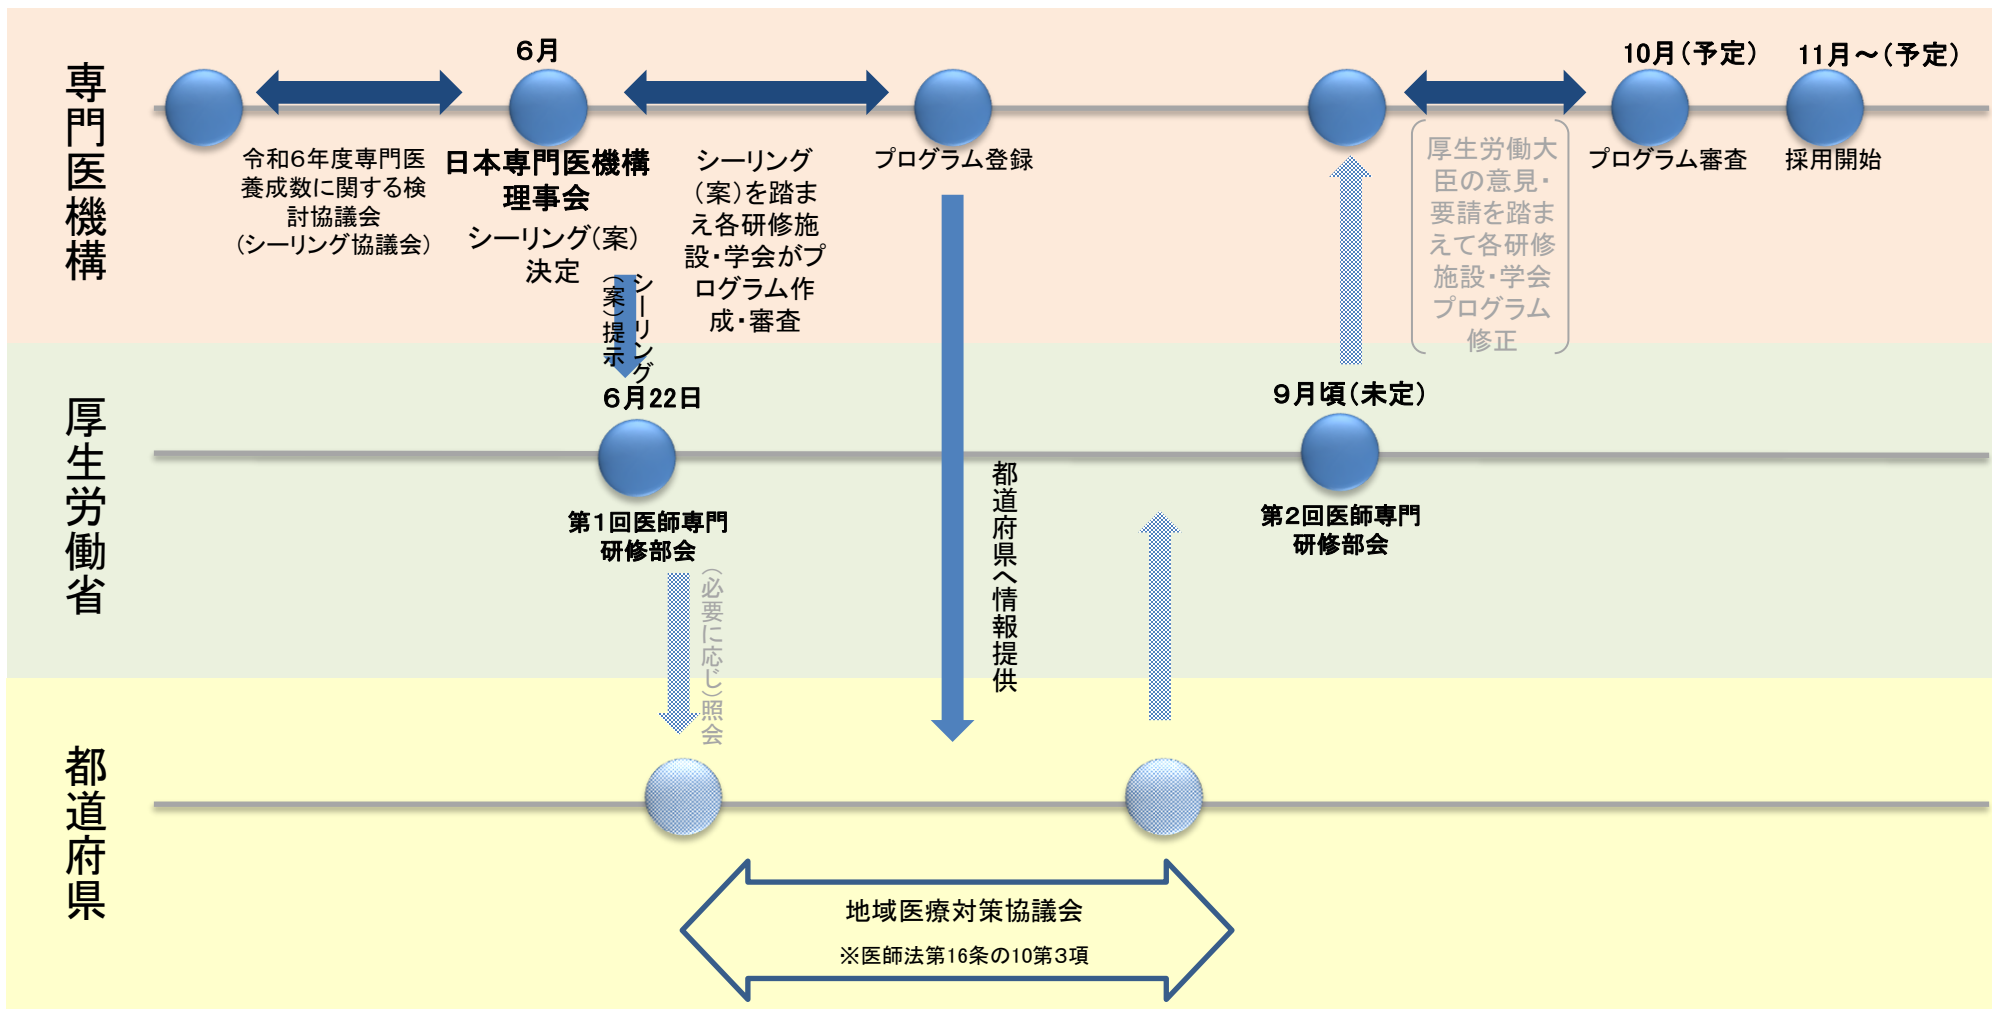 専門医機構
６月
10月（予定）
11月～（予定）
令和６年度専門医
養成数に関する検
討協議会
（シーリング協議会）
日本専門医機構
理事会
シーリング（案）
決定
シーリング
（案）を踏ま
え各研修施
設・学会がプ
ログラム作
成・審査
プログラム登録
厚生労働大
臣の意見・
要請を踏ま
えて各研修
施設・学会
プログラム
修正
プログラム審査
採用開始
シーリング
（案）提示
厚生労働省
６月22日
第１回医師専門
研修部会
（必要に応じ）照会
都道府県へ情報提供
９月頃（未定）
第２回医師専門
研修部会
都道府県
地域医療対策協議会
※医師法第16条の10第３項